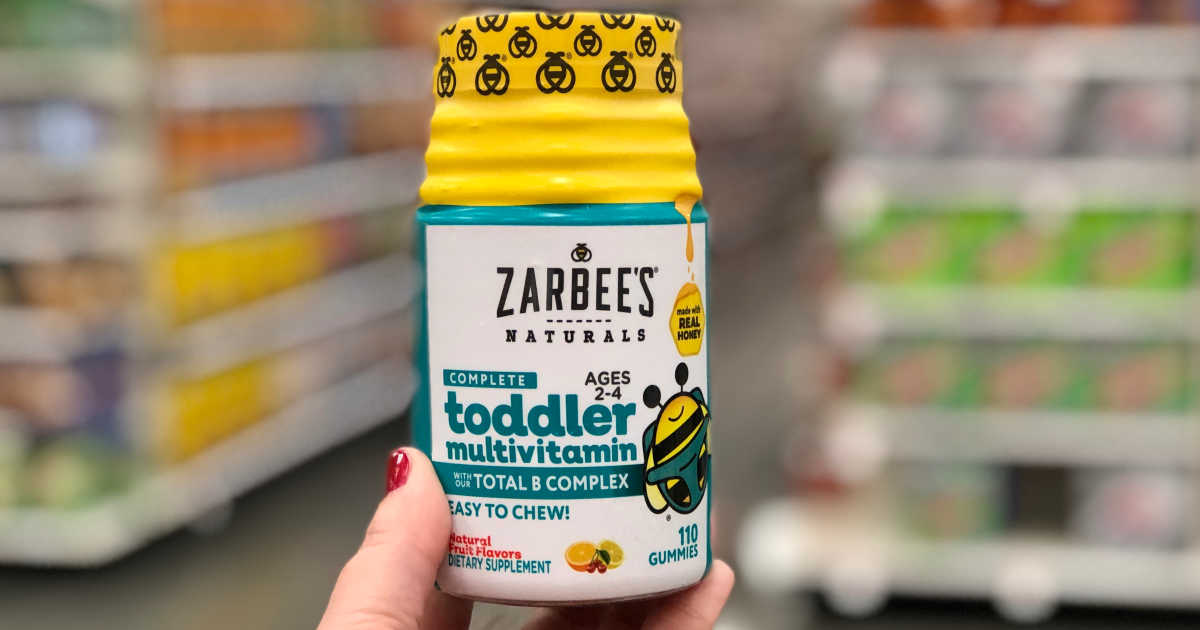 ZARBEE'S®
NATURALS
made with
REAL
HONEY
COMPLETE
AGES
2-4
toddler
multivitamin
WITH OUR TOTAL B COMPLEX
EASY TO CHEW!
Natural
Fruit Flavors
DIETARY SUPPLEMENT
110
GUMMIES